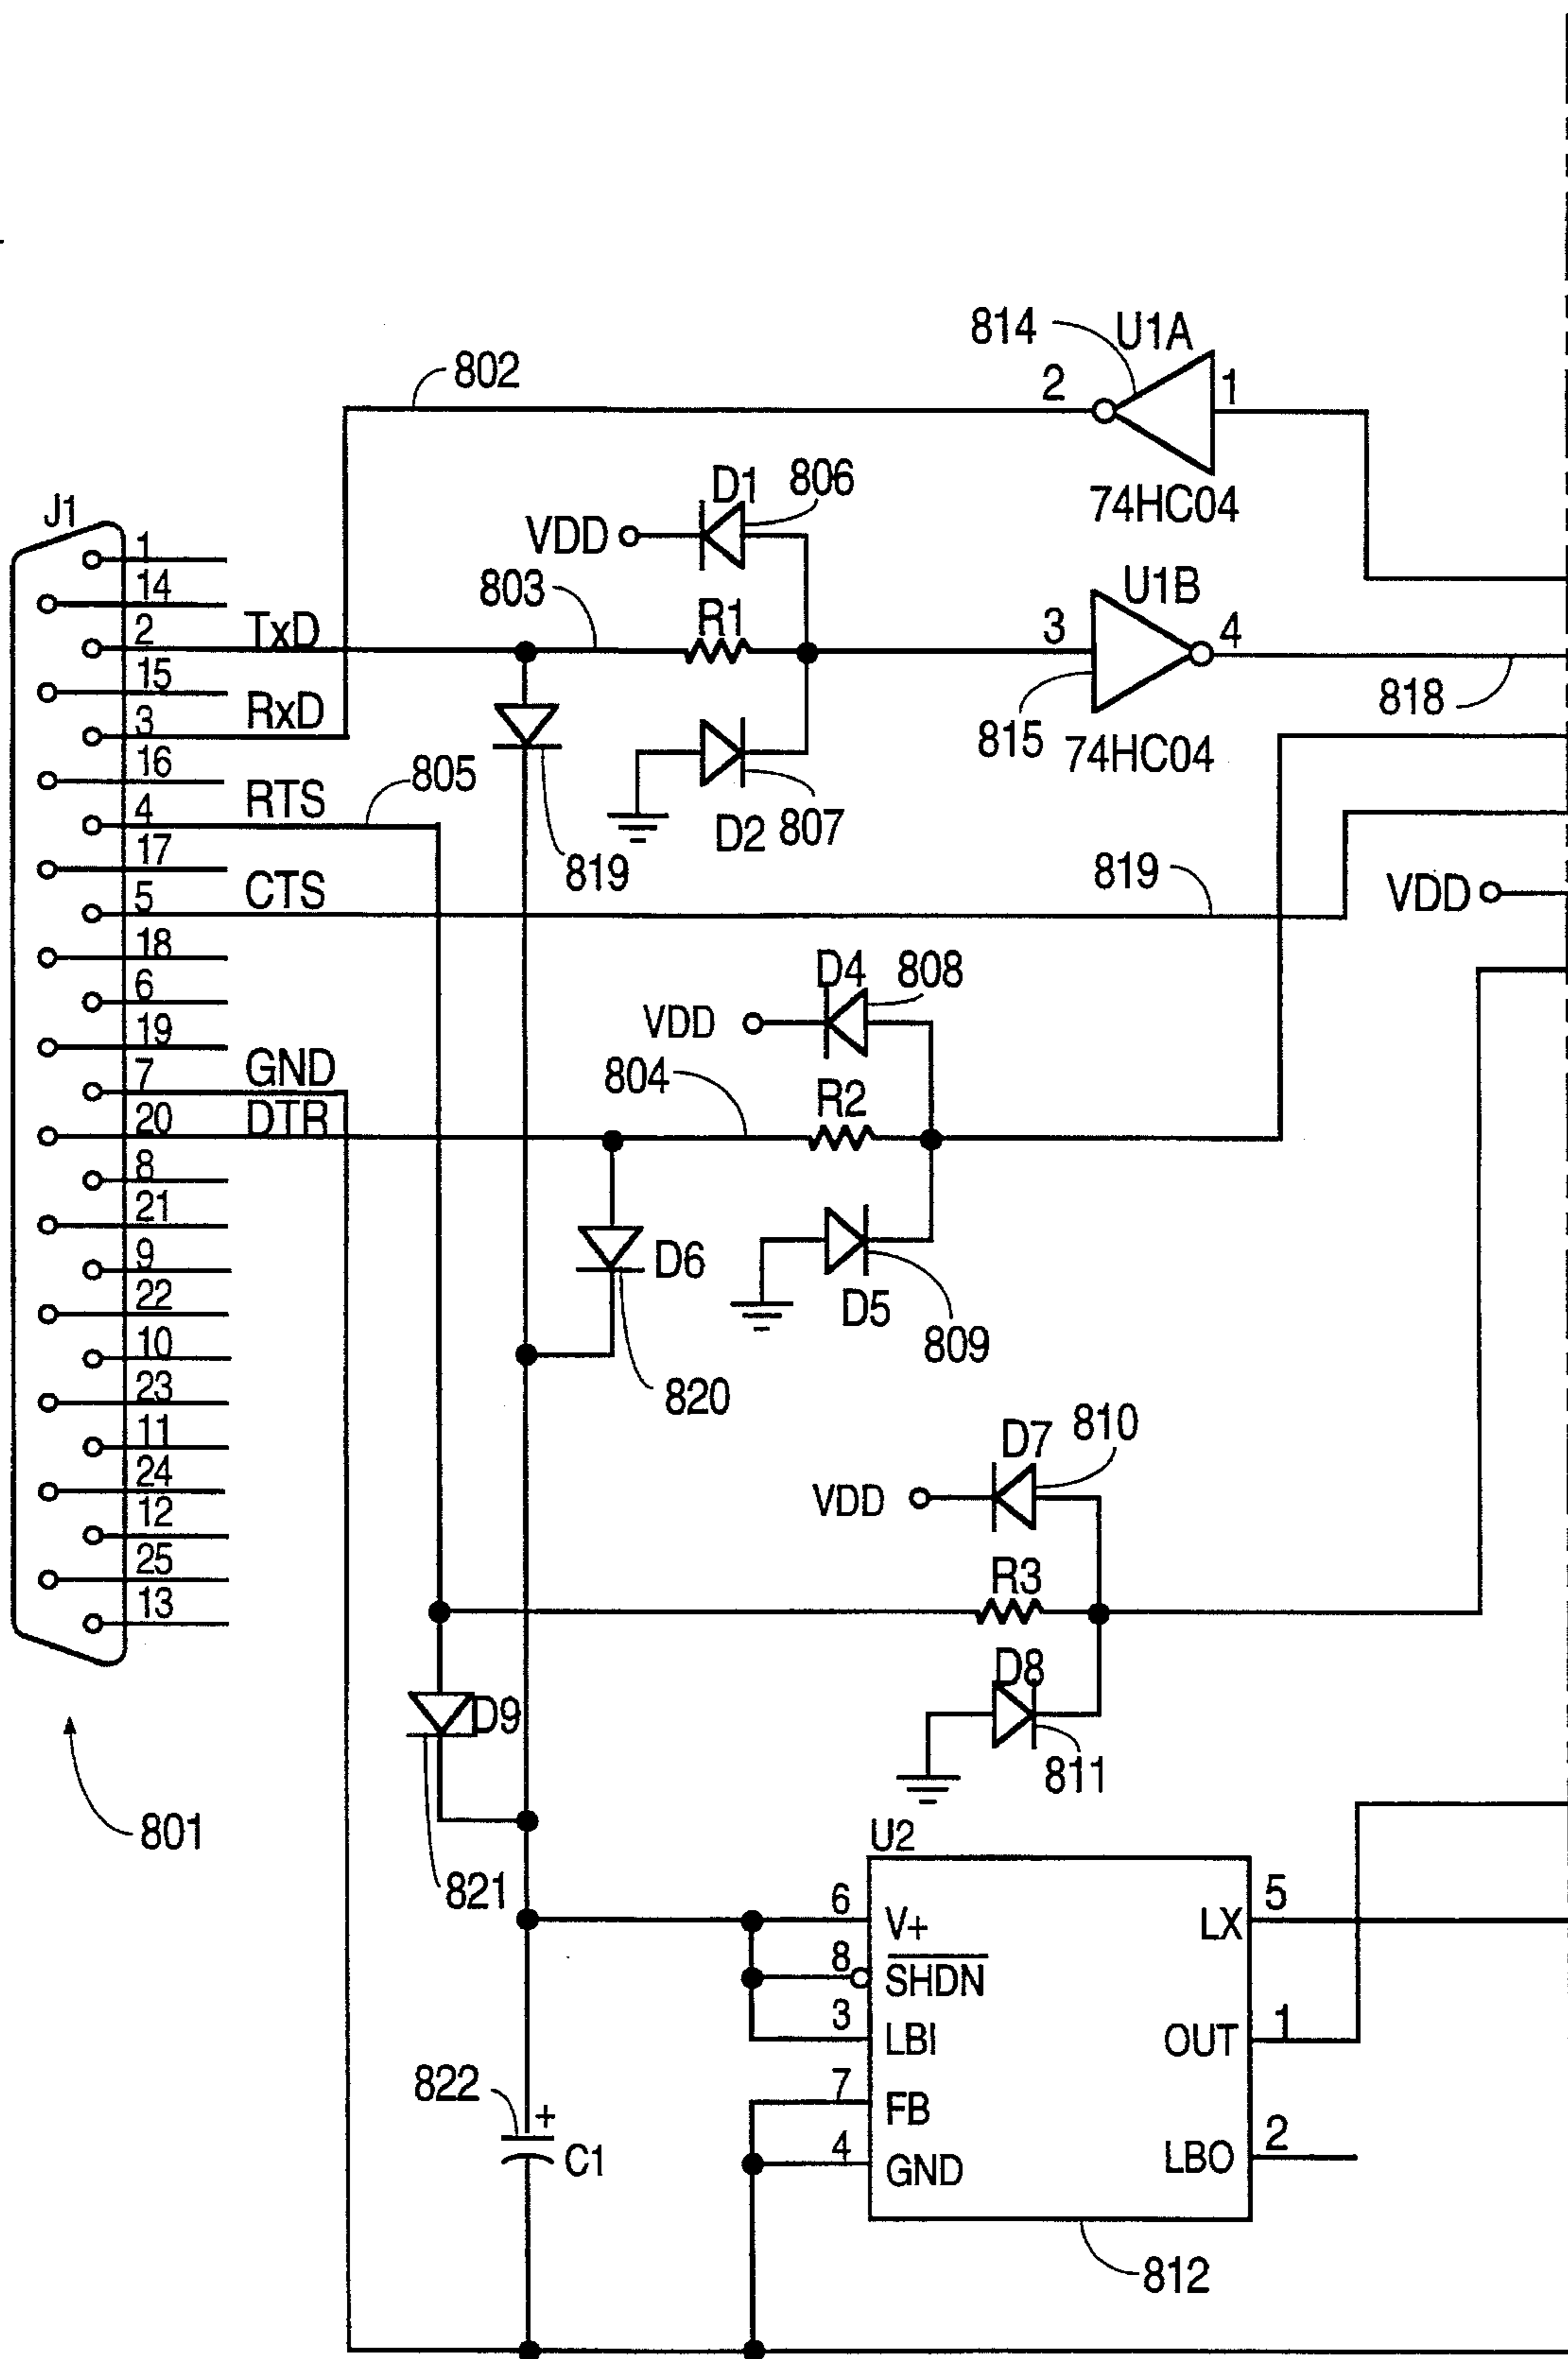 814
U1A
802
2
1
74HC04
D1
806
VDD
J1
803
R1
U1B
3
4
815
74HC04
818
D2
807
819
1
14
2
TxD
15
3
RxD
16
4
RTS
805
17
5
CTS
819
VDD
18
6
19
7
GND
20
DTR
8
21
9
22
10
23
11
24
12
25
13
D4
808
VDD
804
R2
D6
D5
809
820
D7
810
VDD
R3
D8
811
D9
821
801
U2
6
V+
LX
5
8
SHDN
3
LBI
OUT
1
7
FB
4
GND
LBO
2
822
+
C1
812